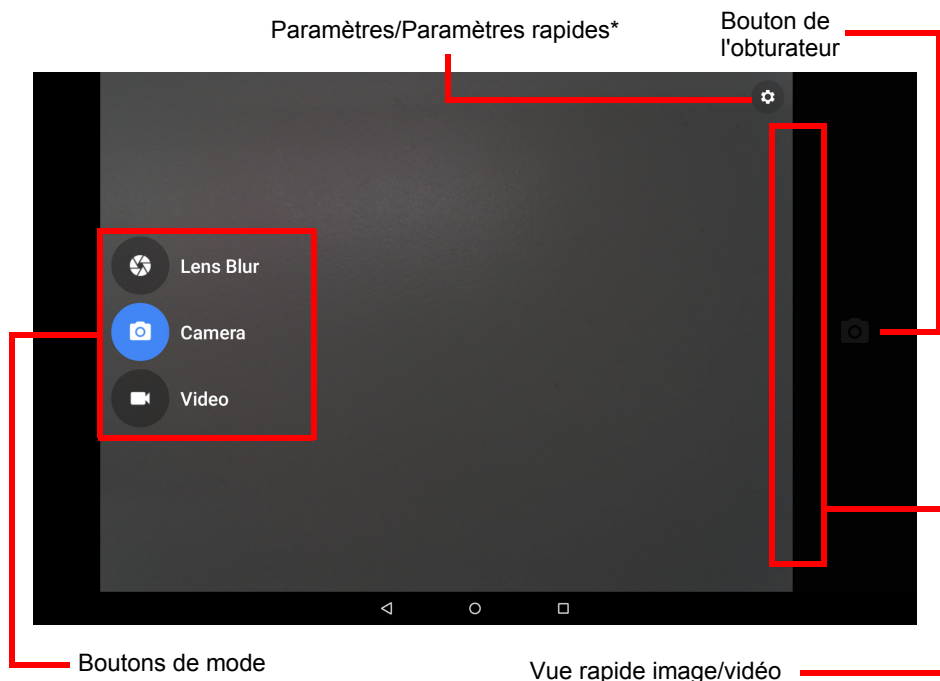 Paramètres/Paramètres rapides*
Bouton de
l'obturateur
Lens Blur
Camera
Video
Boutons de mode
Vue rapide image/vidéo